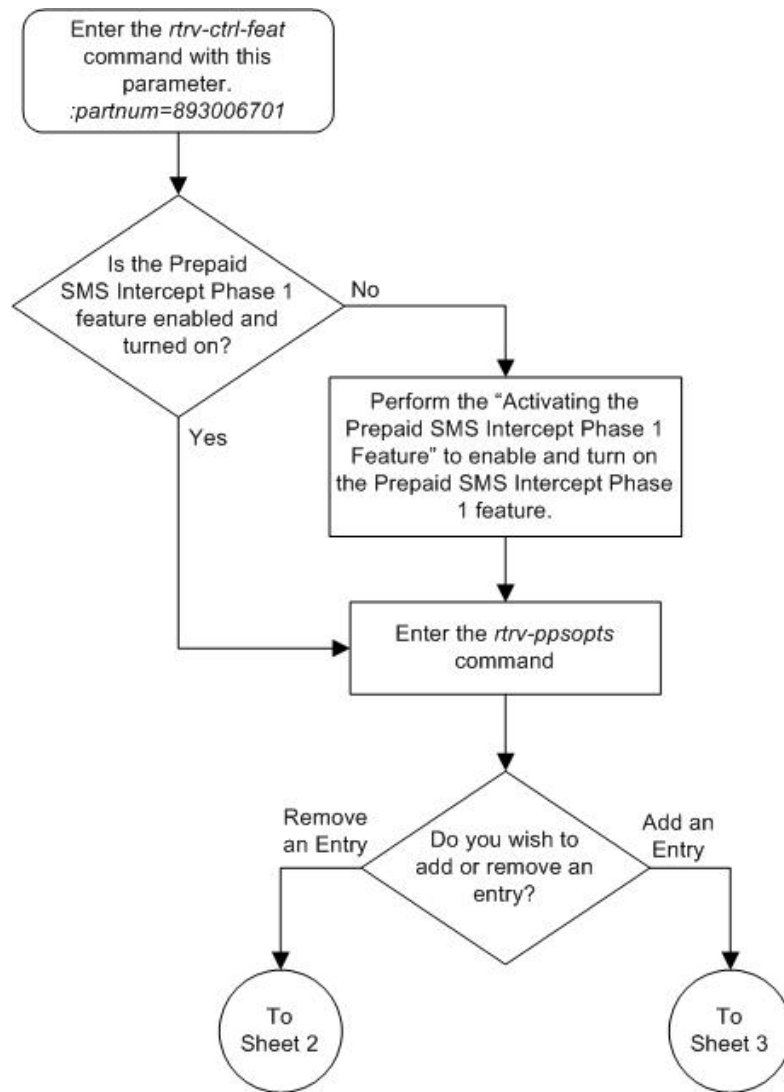 Enter the rtrv-ctrl-feat
command with this
parameter.
:partnum=893006701
Is the Prepaid
SMS Intercept Phase 1
feature enabled and
turned on?
No
Yes
Perform the “Activating the
Prepaid SMS Intercept Phase 1
Feature” to enable and turn on
the Prepaid SMS Intercept Phase
1 feature.
Enter the rtrv-ppsopts
command
Do you wish to
add or remove an
entry?
Remove
an Entry
Add an
Entry
To
Sheet 2
To
Sheet 3